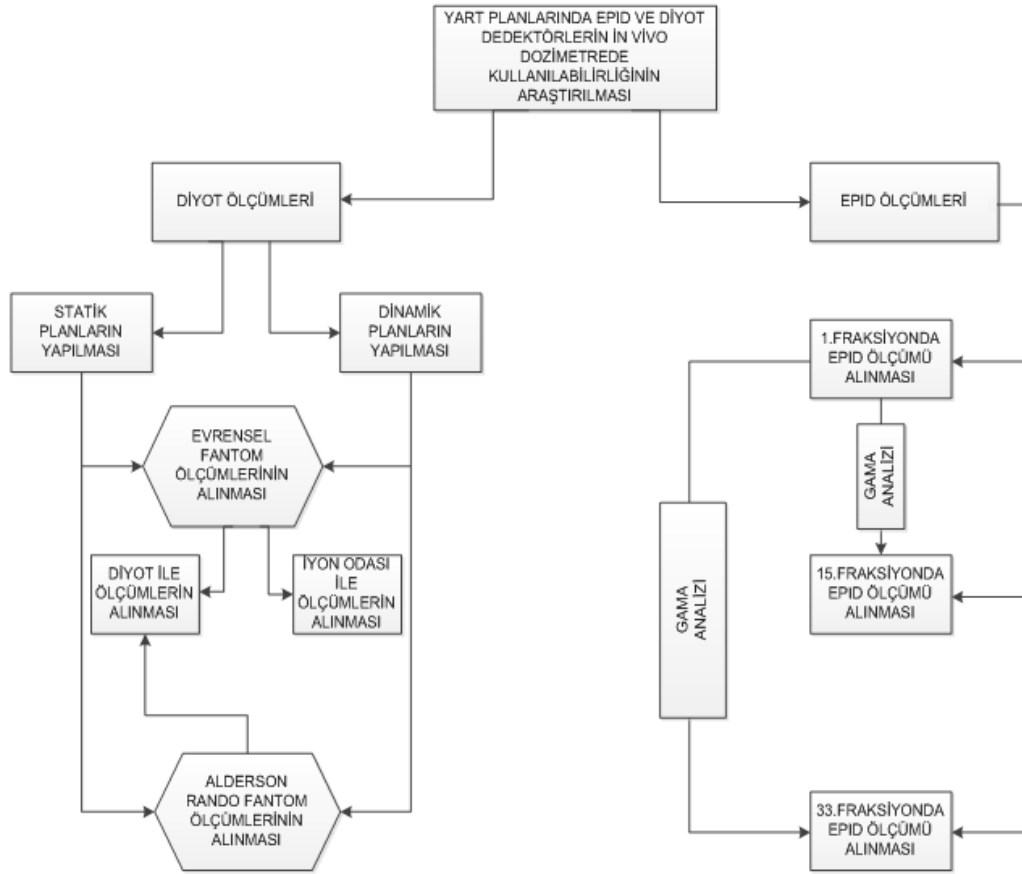 YART PLANLARINDA EPID VE DİYOT
DEDEKTÖRLERİN İN VİVO
DOZİMETREDE
KULLANILABİLİRLİĞİNİN
ARAŞTIRILMASI
DİYOT ÖLÇÜMLERİ
EPID ÖLÇÜMLERİ
STATİK
PLANLARIN
YAPILMASI
DİNAMİK
PLANLARIN
YAPILMASI
1.FRAKSİYONDA
EPID ÖLÇÜMÜ
ALINMASI
EVRENSEL
FANTOM
ÖLÇÜMLERİNİN
ALINMASI
GAMA
ANALİZİ
DİYOT İLE
ÖLÇÜMLERİN
ALINMASI
İYON ODASI
İLE
ÖLÇÜMLERİN
ALINMASI
15.FRAKSİYONDA
EPID ÖLÇÜMÜ
ALINMASI
GAMA
ANALİZİ
ALDERSON
RANDO FANTOM
ÖLÇÜMLERİNİN
ALINMASI
33.FRAKSİYONDA
EPID ÖLÇÜMÜ
ALINMASI